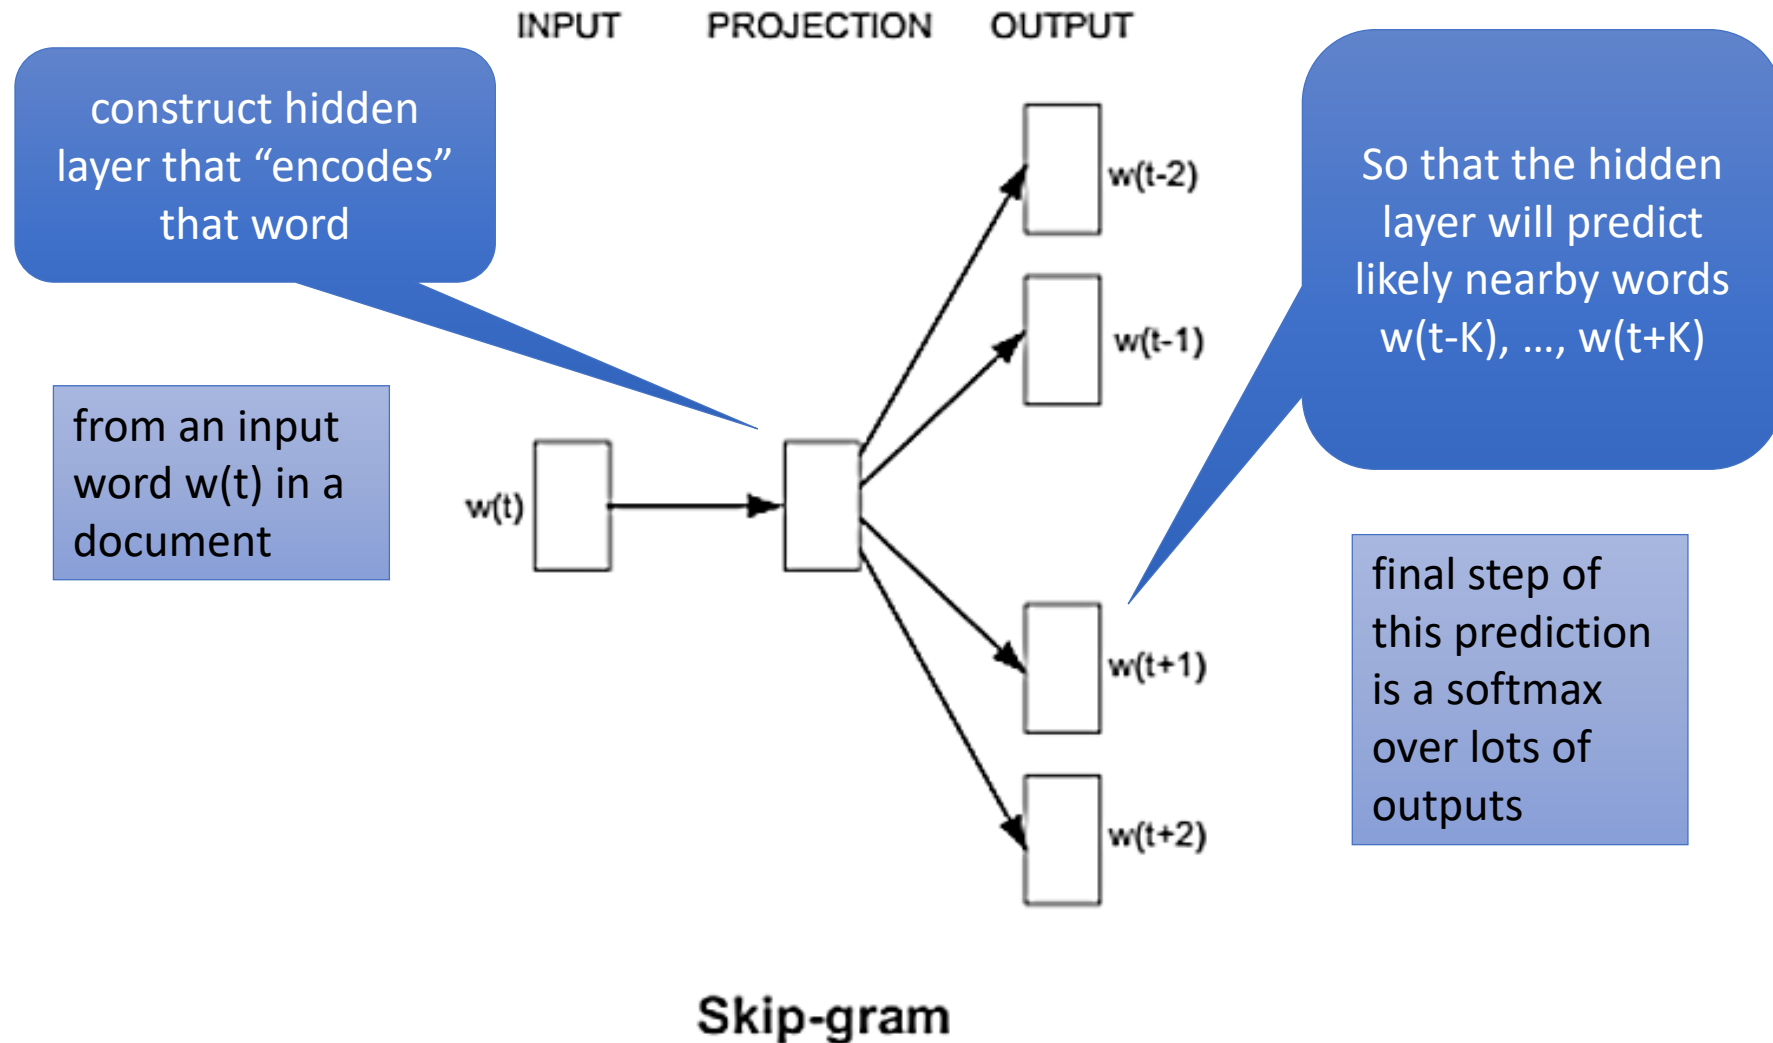 INPUT PROJECTION OUTPUT
construct hidden
layer that “encodes”
that word
from an input
word w(t) in a
document
w(t)
w(t-2)
w(t-1)
w(t+1)
w(t+2)
So that the hidden
layer will predict
likely nearby words
w(t-K), …, w(t+K)
final step of
this prediction
is a softmax
over lots of
outputs
Skip-gram